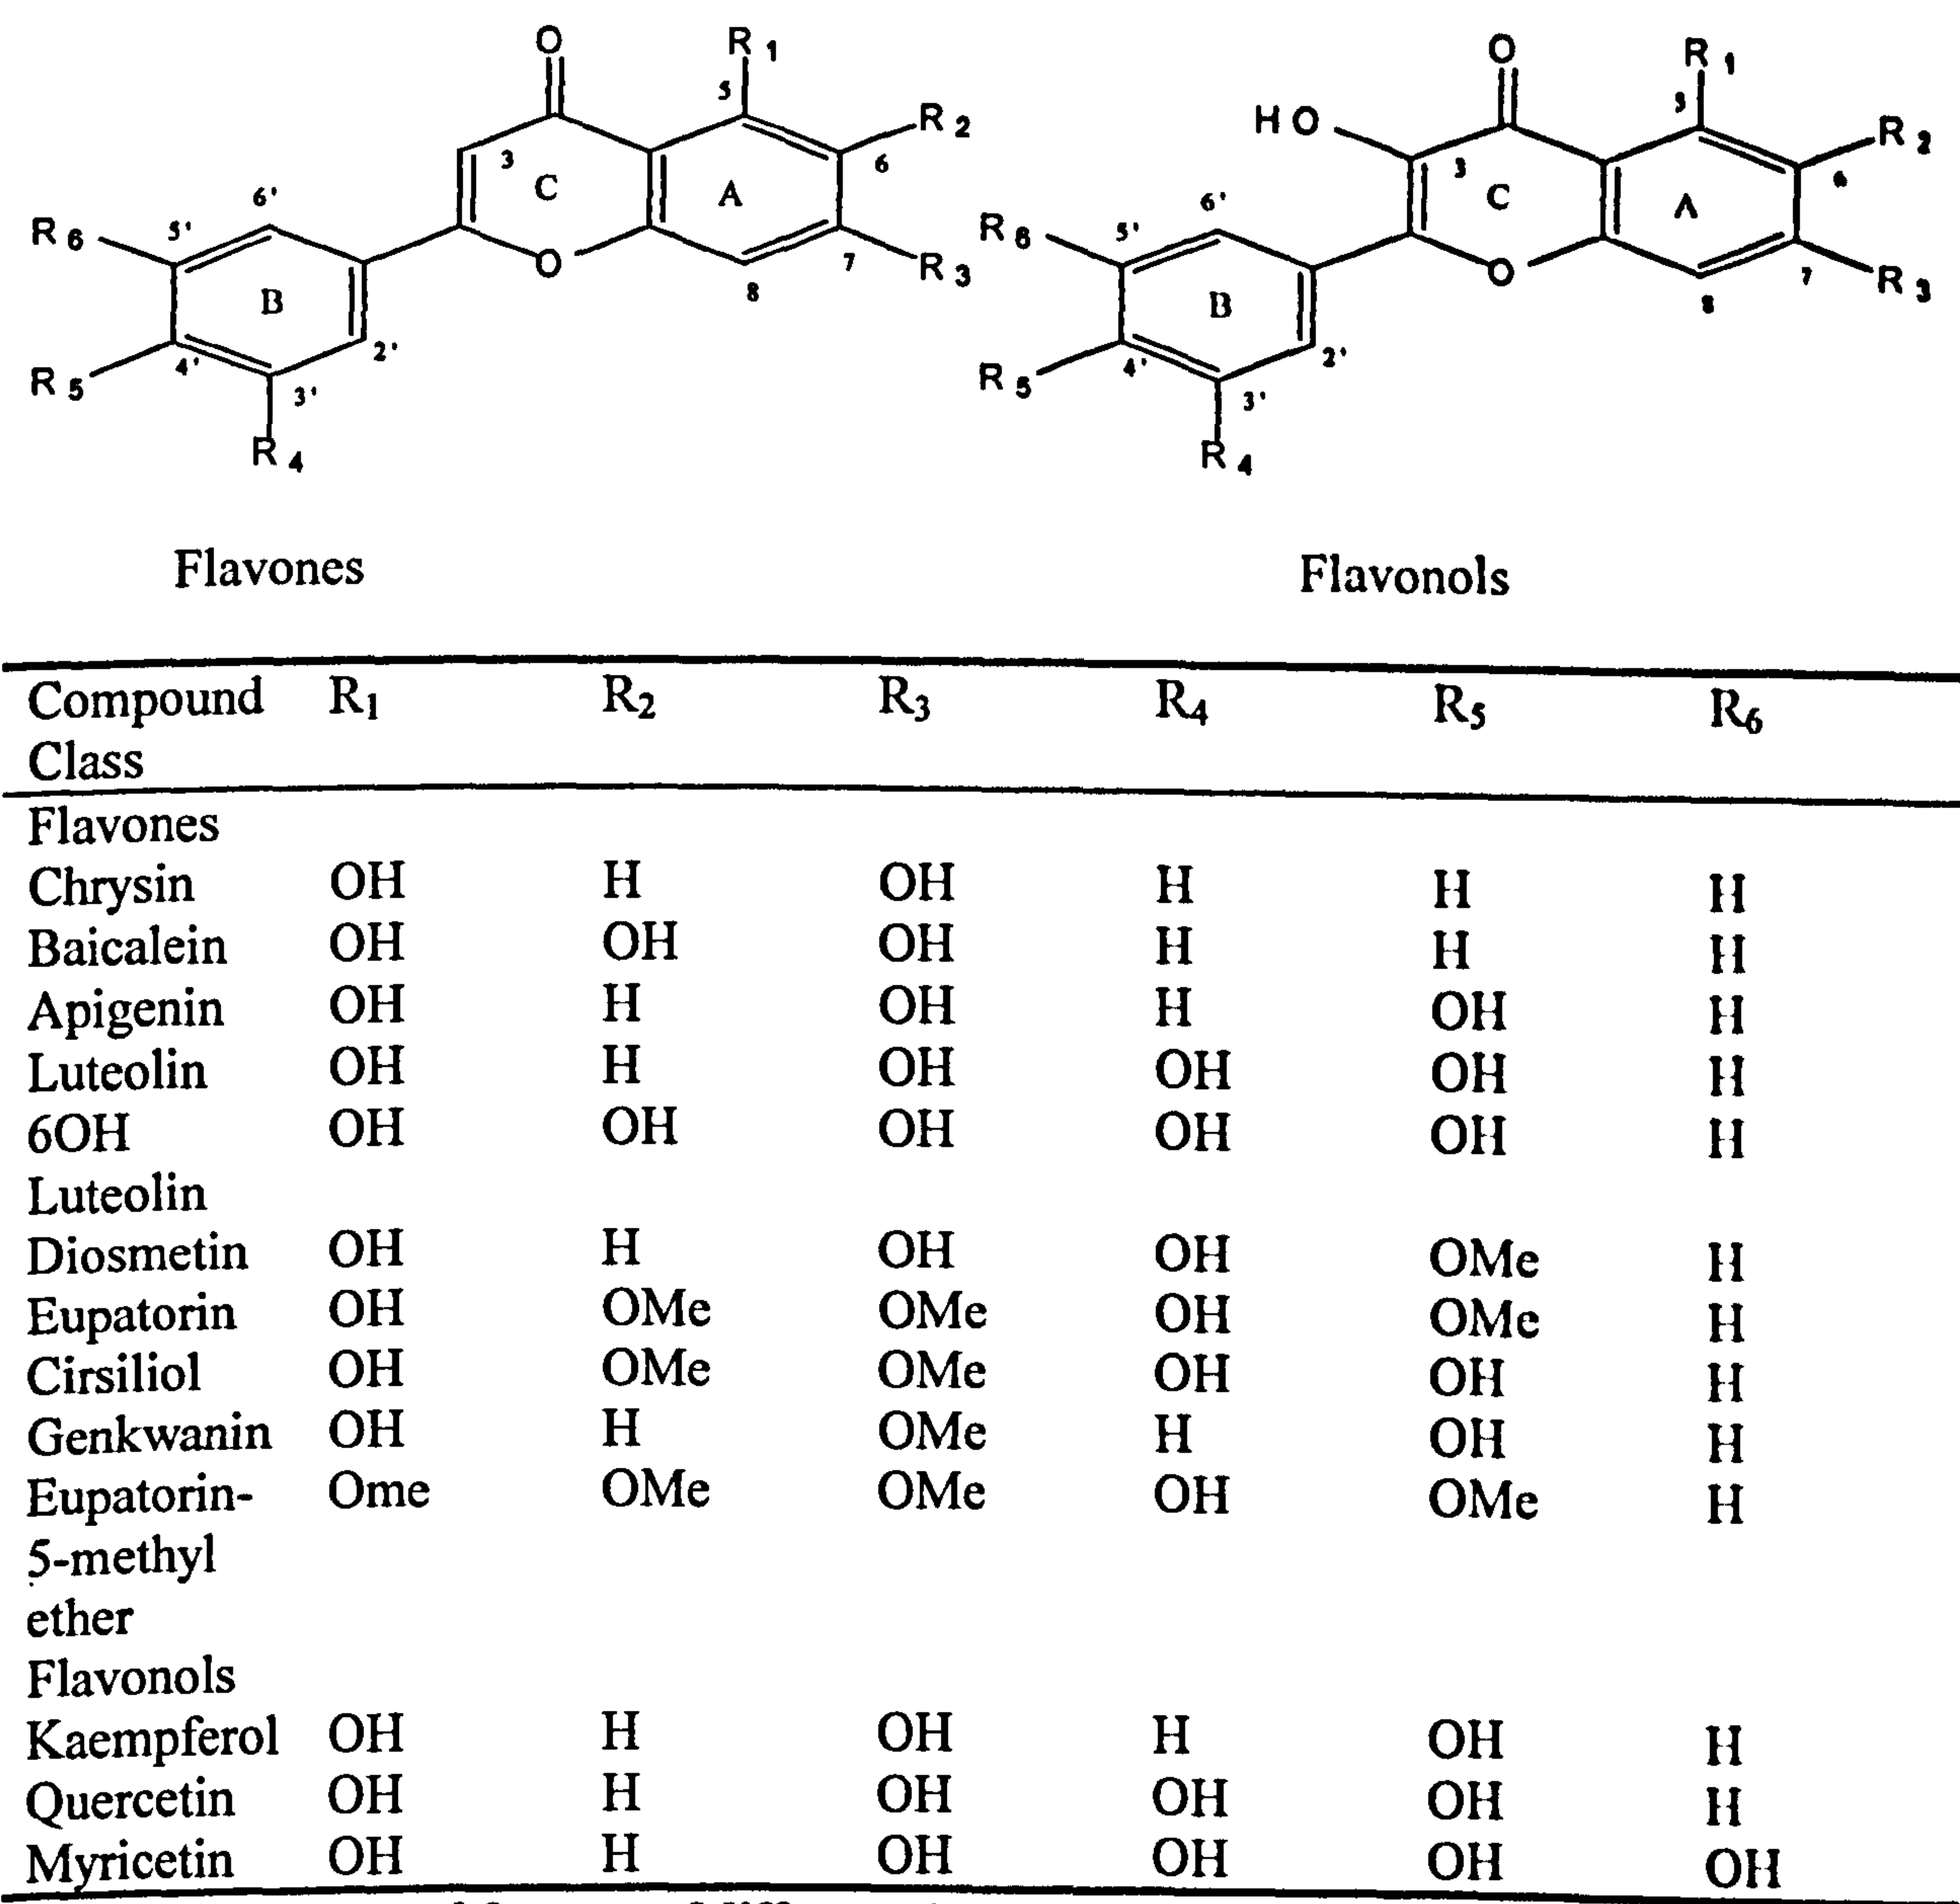 O R1 5 R2 3 6 C A 6' R6 5' O 7 R3 B 8 2' R5 4' 3' R4
O R1 5 HO R2 3 6 C A 6' R6 5' O 7 R3 B 8 2' R5 4' 3' R4
Flavones Flavonols
Compound R1 R2 R3 R4 R5 R6
Class
Flavones
Chrysin OH H OH H H H
Baicalein OH OH OH H H H
Apigenin OH H OH H OH H
Luteolin OH H OH OH OH H
6OH OH OH OH OH OH H
Luteolin
Diosmetin OH H OH OH OMe H
Eupatorin OH OMe OMe OH OMe H
Cirsiliol OH OMe OMe OH OH H
Genkwanin OH H OMe H OH H
Eupatorin- Ome OMe OMe OH OMe H
5-methyl
ether
Flavonols
Kaempferol OH H OH H OH H
Quercetin OH H OH OH OH H
Myricetin OH H OH OH OH OH